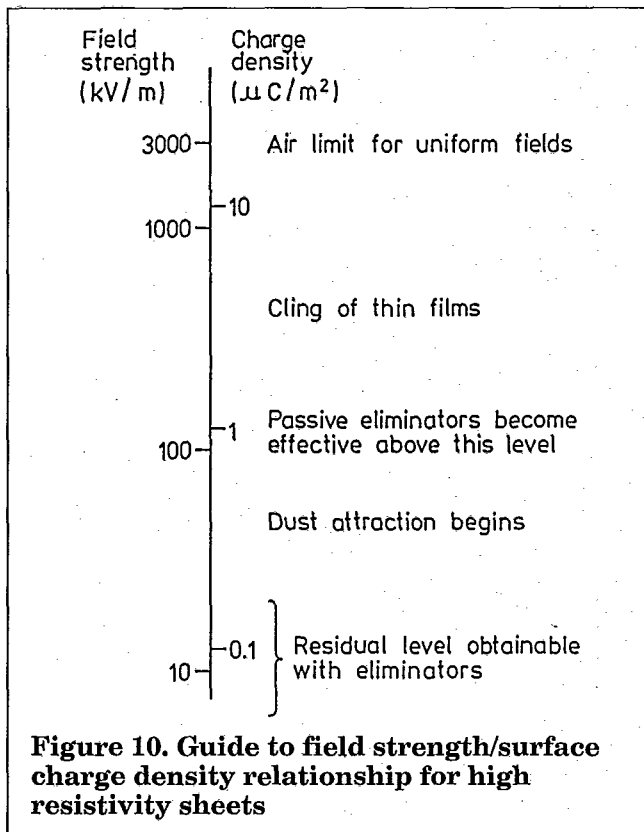 Field
strength
(kV/m)
Charge
density
(μC/m²)
3000
Air limit for uniform fields
10
1000
Cling of thin films
1
Passive eliminators become
effective above this level
100
Dust attraction begins
0.1
Residual level obtainable
with eliminators
10
Figure 10. Guide to field strength/surface
charge density relationship for high
resistivity sheets